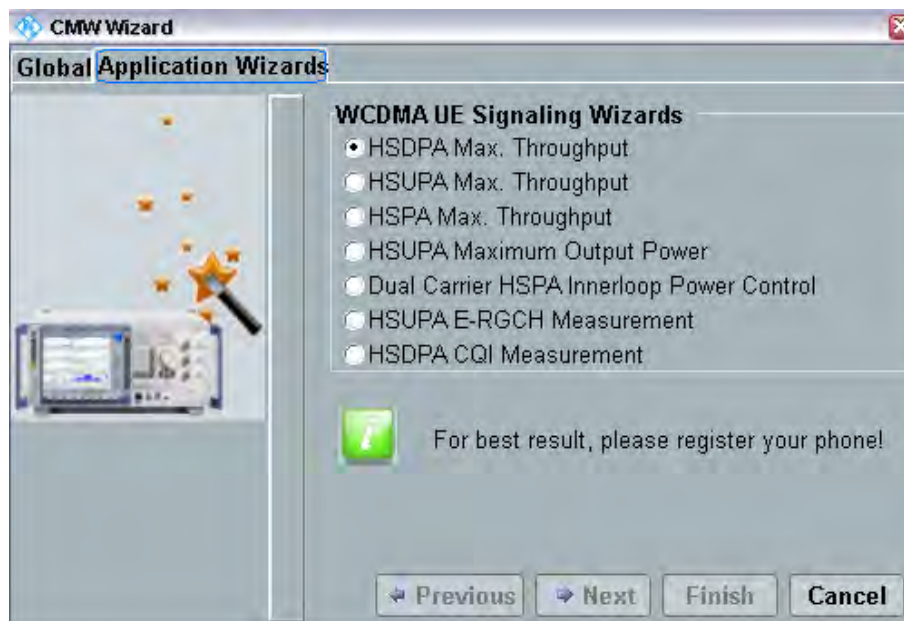 CMW Wizard
Global Application Wizards
WCDMA UE Signaling Wizards
HSDPA Max. Throughput
HSUPA Max. Throughput
HSPA Max. Throughput
HSUPA Maximum Output Power
Dual Carrier HSPA Innerloop Power Control
HSUPA E-RGCH Measurement
HSDPA CQI Measurement
For best result, please register your phone!
Previous Next Finish Cancel